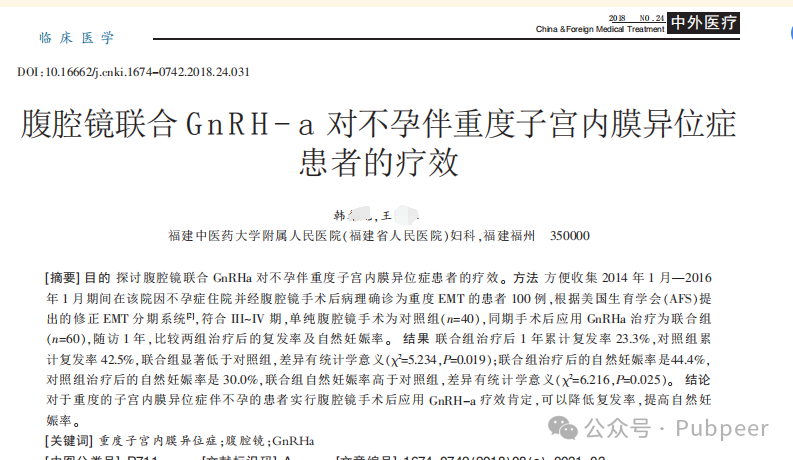 2018 NO.24
China &Foreign Medical Treatment
中外医疗
临床医学
DOI:10.16662/j.cnki.1674-0742.2018.24.031
腹腔镜联合 GnRH-a 对不孕伴重度子宫内膜异位症
患者的疗效
韩,王
福建中医药大学附属人民医院(福建省人民医院)妇科,福建福州 350000
[摘要] 目的 探讨腹腔镜联合 GnRHa 对不孕伴重度子宫内膜异位症患者的疗效。方法 方便收集 2014 年 1 月—2016
年 1 月期间在该院因不孕症住院并经腹腔镜手术后病理确诊为重度 EMT 的患者 100 例,根据美国生育学会(AFS)提
出的修正 EMT 分期系统[2],符合 III~IV 期,单纯腹腔镜手术为对照组(n=40),同期手术后应用 GnRHa 治疗为联合组
(n=60),随访 1 年,比较两组治疗后的复发率及自然妊娠率。 结果 联合组治疗后 1 年累计复发率 23.3%,对照组累
计复发率 42.5%,联合组显著低于对照组,差异有统计学意义(χ²=5.234,P=0.019);联合组治疗后的自然妊娠率是44.4%,
对照组治疗后的自然妊娠率是 30.0%,联合组自然妊娠率高于对照组,差异有统计学意义(χ²=6.216,P=0.025)。 结论
对于重度的子宫内膜异位症伴不孕的患者实行腹腔镜手术后应用 GnRH-a 疗效肯定,可以降低复发率,提高自然妊
娠率。
[关键词] 重度子宫内膜异位症;腹腔镜;GnRHa
公众号・Pubpeer